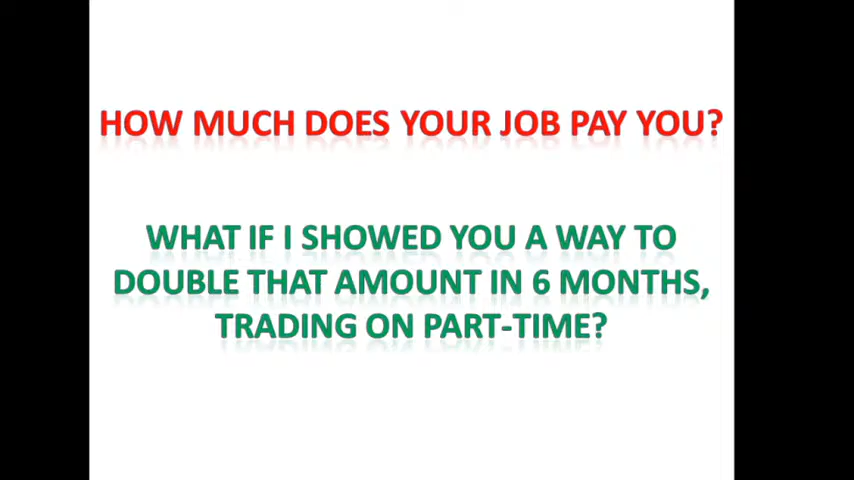 HOW MUCH DOES YOUR JOB PAY YOU?
WHAT IF I SHOWED YOU A WAY TO
DOUBLE THAT AMOUNT IN 6 MONTHS,
TRADING ON PART-TIME?